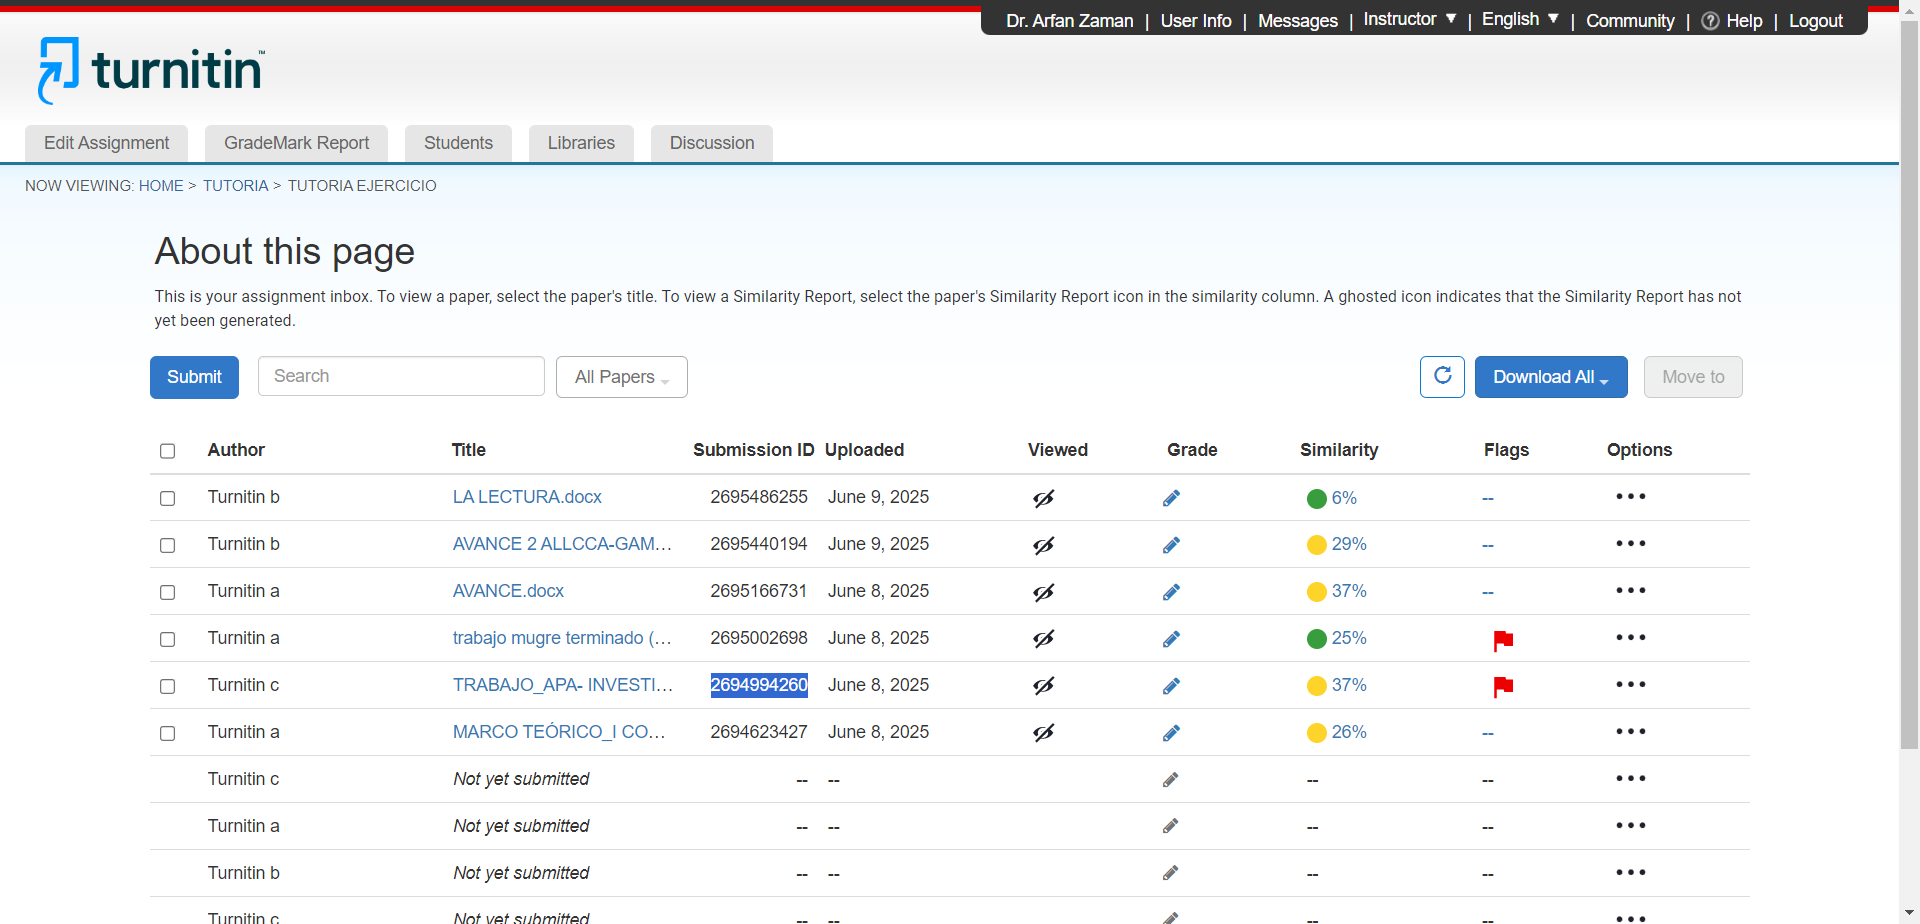 Dr. Arfan Zaman | User Info | Messages | Instructor ▼ | English ▼ | Community | ? Help | Logout
turnitin™
Edit Assignment GradeMark Report Students Libraries Discussion
NOW VIEWING: HOME > TUTORIA > TUTORIA EJERCICIO
About this page
This is your assignment inbox. To view a paper, select the paper's title. To view a Similarity Report, select the paper's Similarity Report icon in the similarity column. A ghosted icon indicates that the Similarity Report has not
yet been generated.
Submit Search All Papers Download All Move to
Author Title Submission ID Uploaded Viewed Grade Similarity Flags Options
Turnitin b LA LECTURA.docx 2695486255 June 9, 2025 6% -- •••
Turnitin b AVANCE 2 ALLCCA-GAM... 2695440194 June 9, 2025 29% -- •••
Turnitin a AVANCE.docx 2695166731 June 8, 2025 37% -- •••
Turnitin a trabajo mugre terminado (... 2695002698 June 8, 2025 25% •••
Turnitin c TRABAJO_APA- INVESTI... 2694994260 June 8, 2025 37% •••
Turnitin a MARCO TEÓRICO_I CO... 2694623427 June 8, 2025 26% -- •••
Turnitin c Not yet submitted -- -- -- -- •••
Turnitin a Not yet submitted -- -- -- -- •••
Turnitin b Not yet submitted -- -- -- -- •••
Turnitin c Not yet submitted -- -- -- -- •••